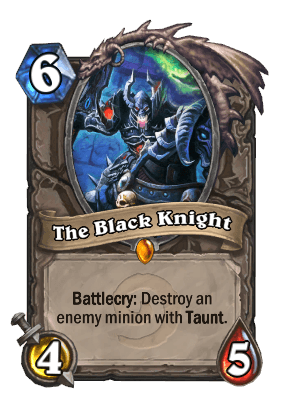 6
The Black Knight
Battlecry: Destroy an
enemy minion with Taunt.
4
5